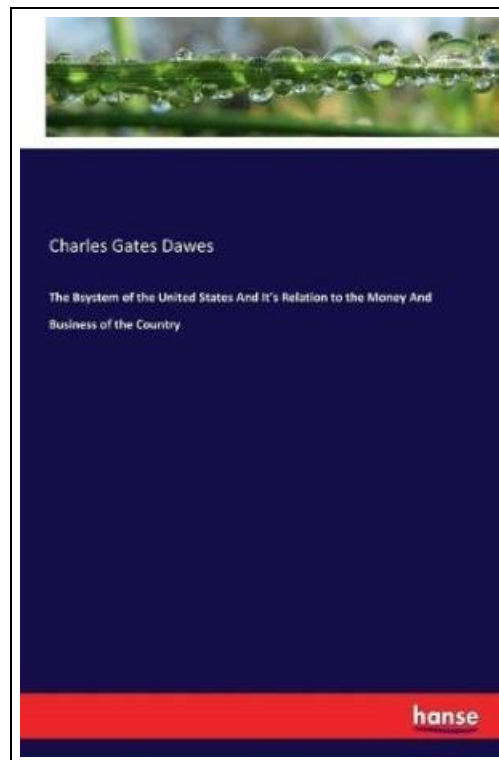 Charles Gates Dawes
The Bsystem of the United States And It's Relation to the Money And
Business of the Country
hanse